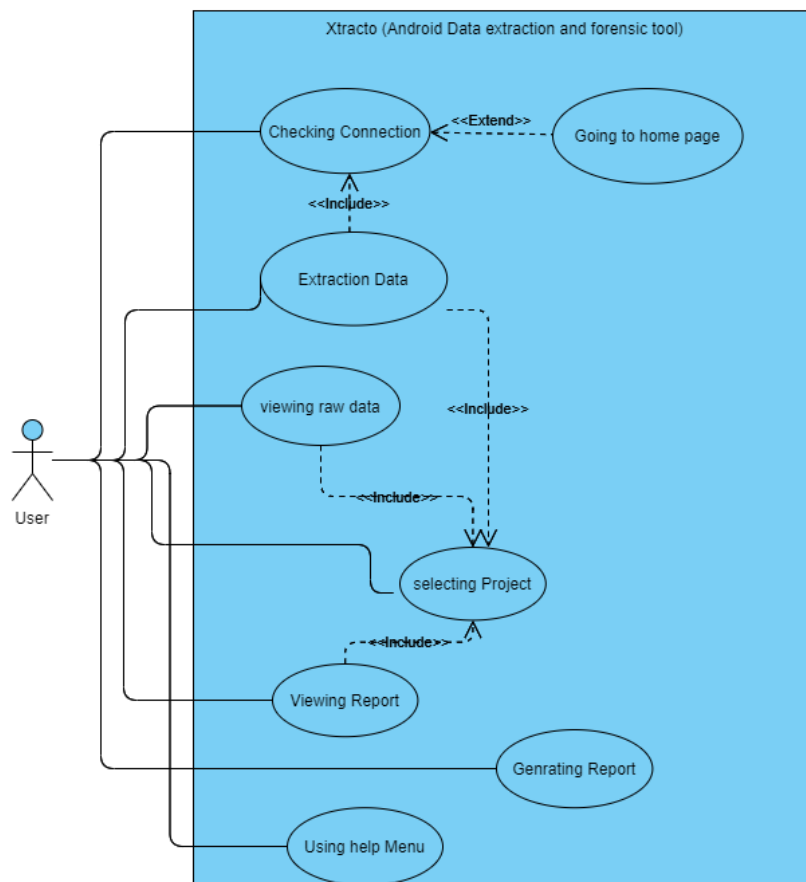 Xtracto (Android Data extraction and forensic tool)
Checking Connection
<<Extend>>
Going to home page
<<Include>>
Extraction Data
viewing raw data
<<Include>>
<<Include>>
User
selecting Project
<<Include>>
Viewing Report
Genrating Report
Using help Menu